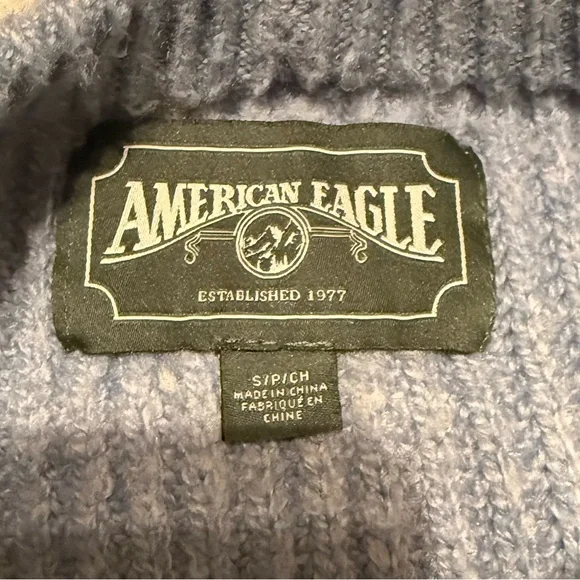 AMERICAN EAGLE
ESTABLISHED 1977
S/P/CH
MADE IN CHINA
FABRIQUÉ EN
CHINE